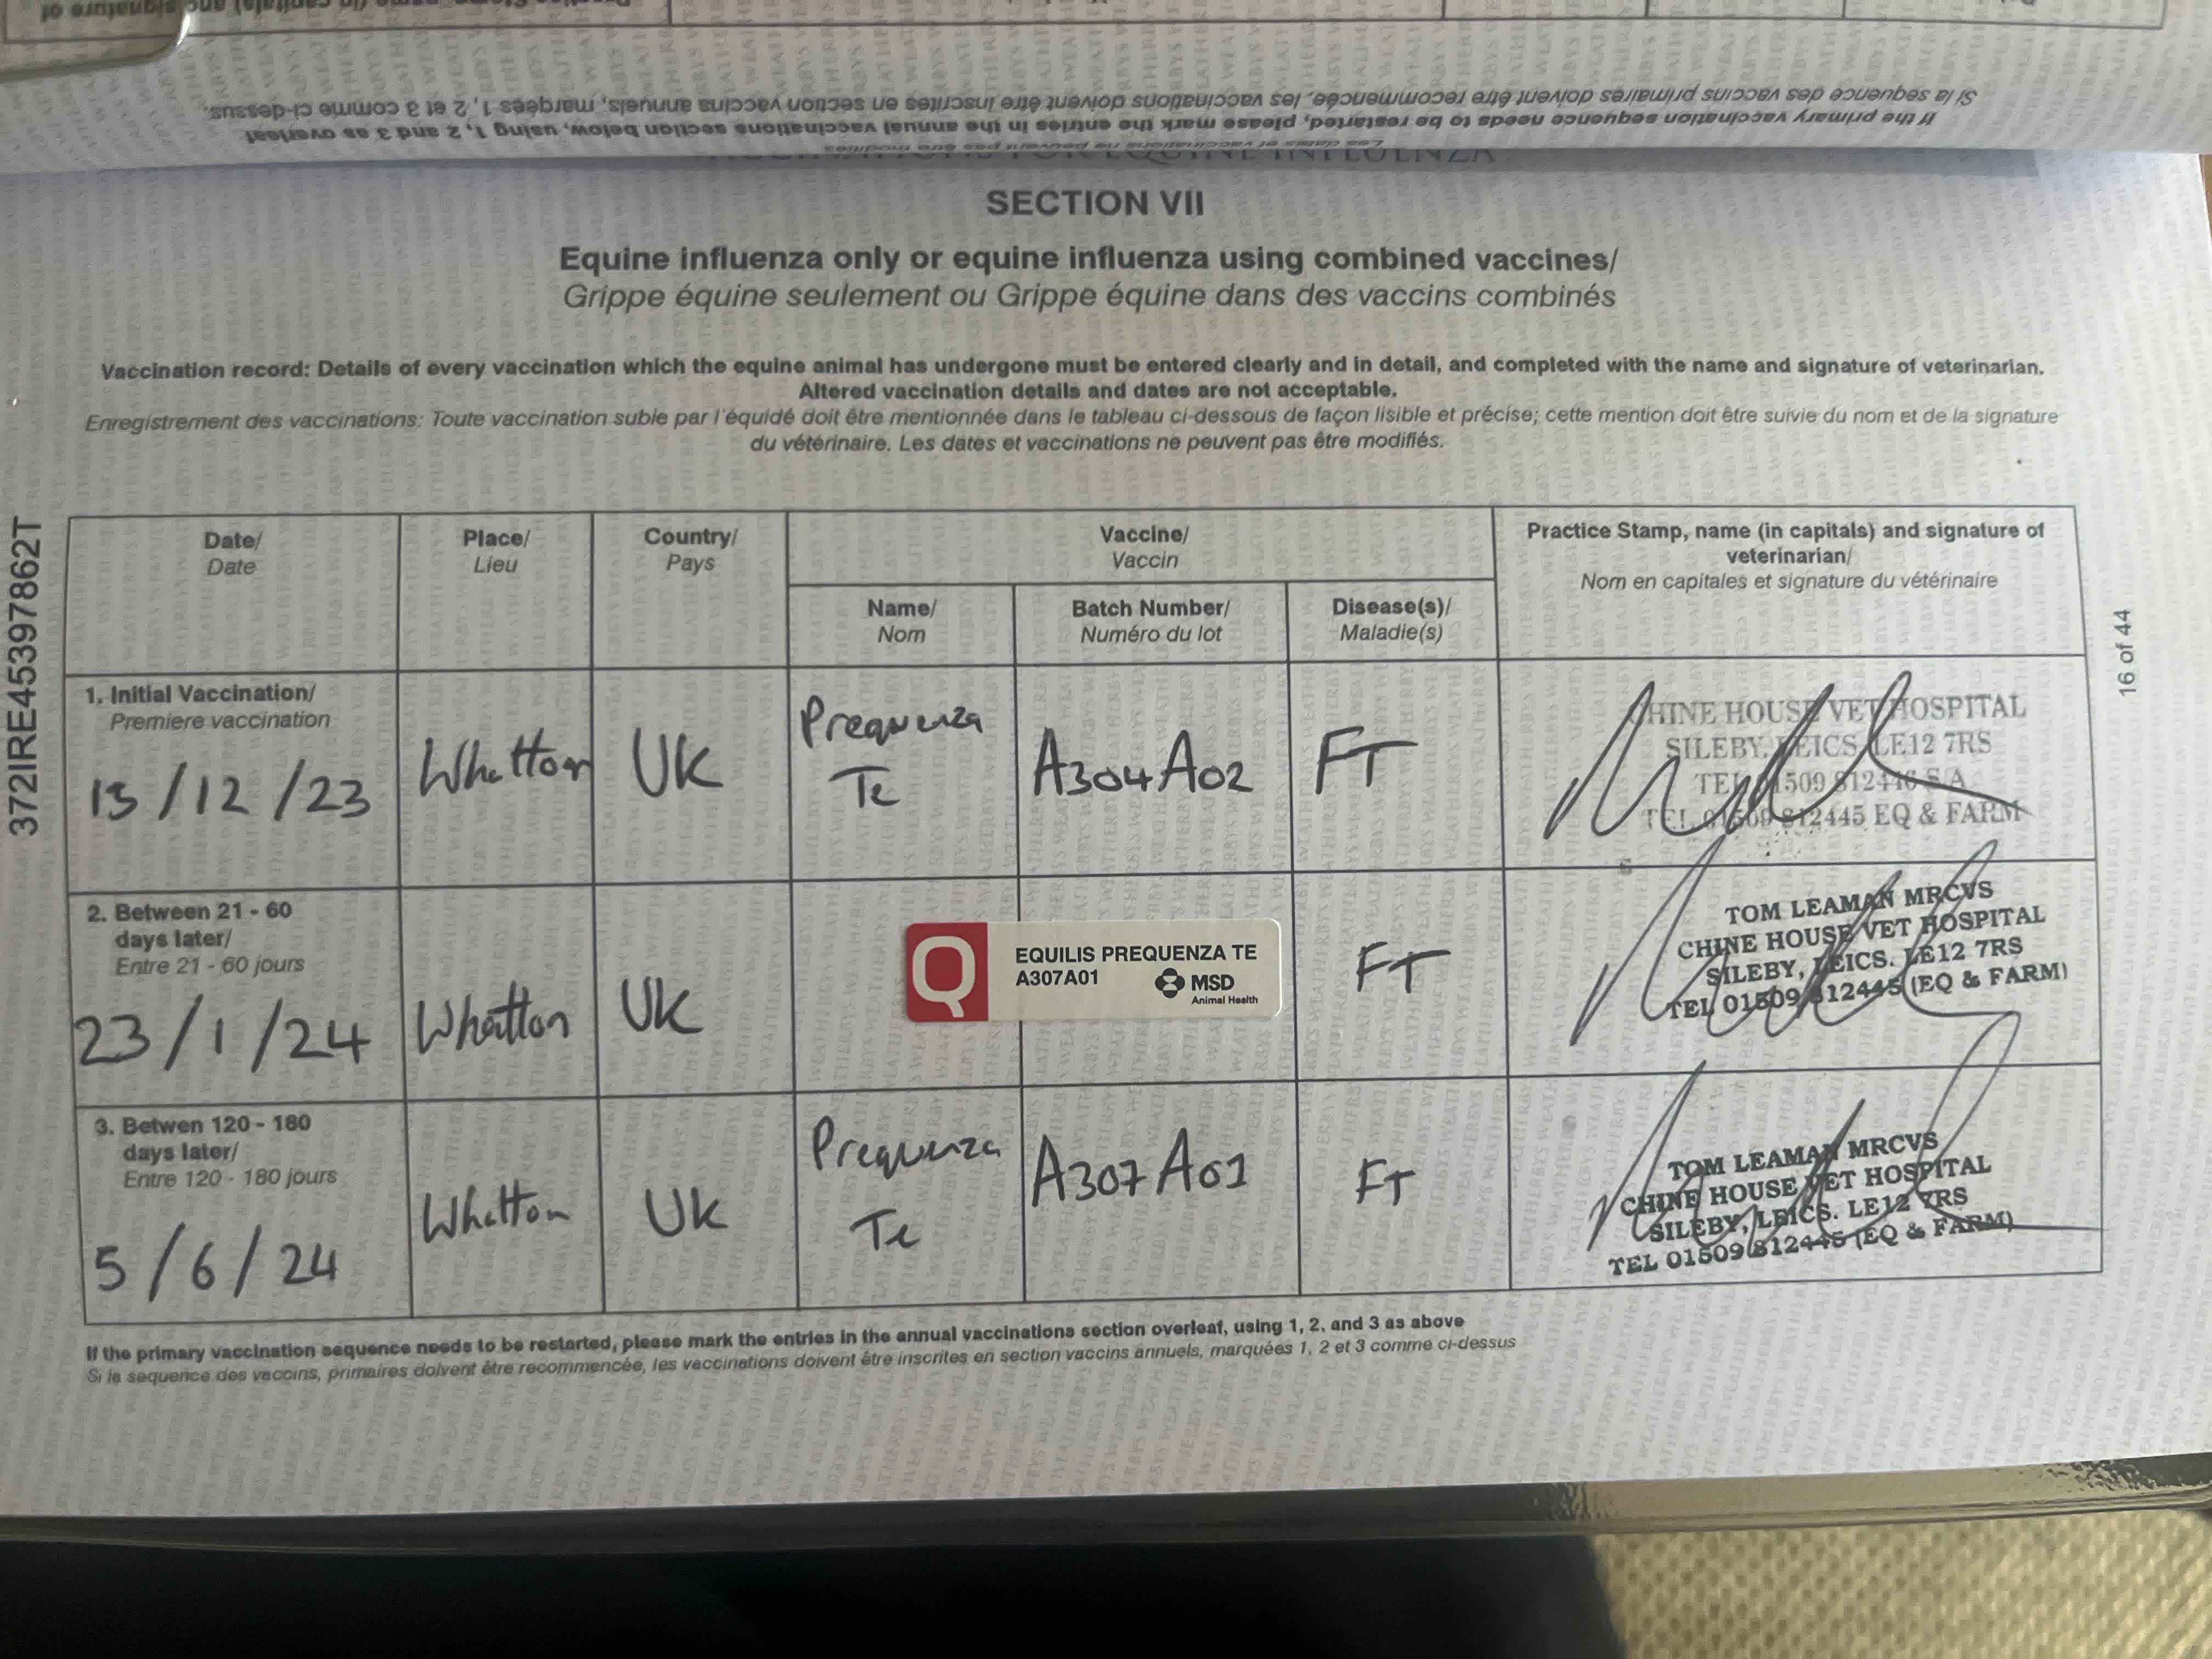 Si la sequence des vaccins primaires doivent être recommencée, les vaccinations doivent être inscrites en section vaccins annuels, marquées 1, 2 et 3 comme ci-dessus.
If the primary vaccination sequence needs to be restarted, please mark the entries in the annual vaccinations section below, using 1, 2 and 3 as overleaf
Les dates et vaccinations ne peuvent pas être modifiés
SECTION VII
Equine influenza only or equine influenza using combined vaccines/
Grippe équine seulement ou Grippe équine dans des vaccins combinés
Vaccination record: Details of every vaccination which the equine animal has undergone must be entered clearly and in detail, and completed with the name and signature of veterinarian.
Altered vaccination details and dates are not acceptable.
Enregistrement des vaccinations: Toute vaccination subie par l'équidé doit être mentionnée dans le tableau ci-dessous de façon lisible et précise; cette mention doit être suivie du nom et de la signature
du vétérinaire. Les dates et vaccinations ne peuvent pas être modifiés.
372IRE45397862T
16 of 44
Date/
Date
Place/
Lieu
Country/
Pays
Vaccine/
Vaccin
Name/
Nom
Batch Number/
Numéro du lot
Disease(s)/
Maladie(s)
Practice Stamp, name (in capitals) and signature of
veterinarian/
Nom en capitales et signature du vétérinaire
1. Initial Vaccination/
Premiere vaccination
/12/23
Whatton
UK
Prequenza
Te
A304A02
FT
CHINE HOUSE VET HOSPITAL
SILEBY, LEICS LE12 7RS
TEL 01509 812446 S/A
TEL 01509 812445 EQ & FARM
2. Between 21 - 60
days later/
Entre 21 - 60 jours
23/1/24
Whatton
UK
Q
EQUILIS PREQUENZA TE
A307A01
MSD
Animal Health
FT
TOM LEAMAN MRCVS
CHINE HOUSE VET HOSPITAL
SILEBY, LEICS. LE12 7RS
TEL 01509 812445 (EQ & FARM)
3. Betwen 120 - 180
days later/
Entre 120 - 180 jours
5/6/24
Whatton
UK
Prequenza
Te
A307A01
FT
TOM LEAMAN MRCVS
CHINE HOUSE VET HOSPITAL
SILEBY, LEICS. LE12 7RS
TEL 01509 812445 (EQ & FARM)
If the primary vaccination sequence needs to be restarted, please mark the entries in the annual vaccinations section overleaf, using 1, 2, and 3 as above
Si la sequence des vaccins, primaires doivent être recommencée, les vaccinations doivent être inscrites en section vaccins annuels, marquées 1, 2 et 3 comme ci-dessus